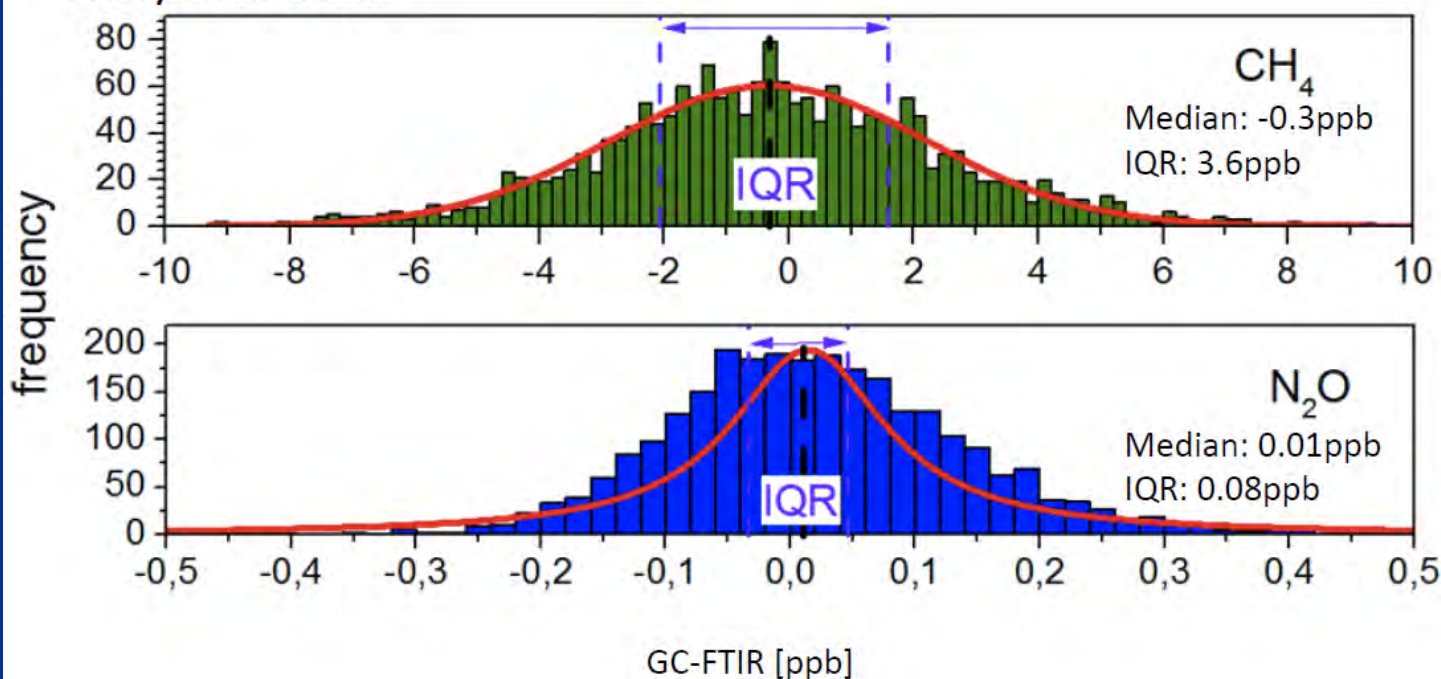 80
60
40
20
0
CH₄
Median: -0.3ppb
IQR: 3.6ppb
IQR
-10 -8 -6 -4 -2 0 2 4 6 8 10
frequency
200
150
100
50
0
N₂O
Median: 0.01ppb
IQR: 0.08ppb
IQR
-0,5 -0,4 -0,3 -0,2 -0,1 0,0 0,1 0,2 0,3 0,4 0,5
GC-FTIR [ppb]